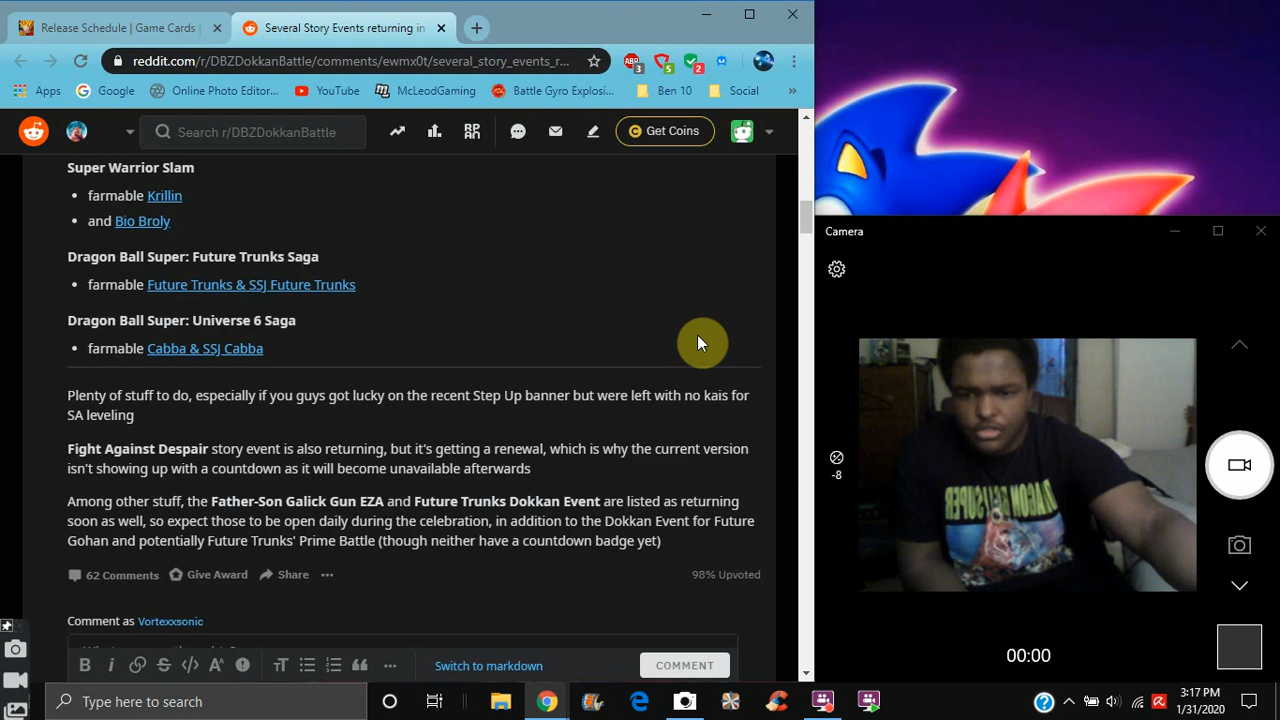 Release Schedule | Game Cards
Several Story Events returning in
reddit.com/r/DBZDokkanBattle/comments/ewmx0t/several_story_events_r...
3
5
2
Apps
Google
Online Photo Editor...
YouTube
McLeodGaming
Battle Gyro Explosi...
Ben 10
Social
Search r/DBZDokkanBattle
Get Coins
Super Warrior Slam
farmable Krillin
and Bio Broly
Dragon Ball Super: Future Trunks Saga
farmable Future Trunks & SSJ Future Trunks
Dragon Ball Super: Universe 6 Saga
farmable Cabba & SSJ Cabba
Plenty of stuff to do, especially if you guys got lucky on the recent Step Up banner but were left with no kais for
SA leveling
Fight Against Despair story event is also returning, but it's getting a renewal, which is why the current version
isn't showing up with a countdown as it will become unavailable afterwards
Among other stuff, the Father-Son Galick Gun EZA and Future Trunks Dokkan Event are listed as returning
soon as well, so expect those to be open daily during the celebration, in addition to the Dokkan Event for Future
Gohan and potentially Future Trunks' Prime Battle (though neither have a countdown badge yet)
62 Comments
Give Award
Share
98% Upvoted
Comment as Vortexxsonic
Switch to markdown
COMMENT
Camera
-8
00:00
Type here to search
3:17 PM
1/31/2020